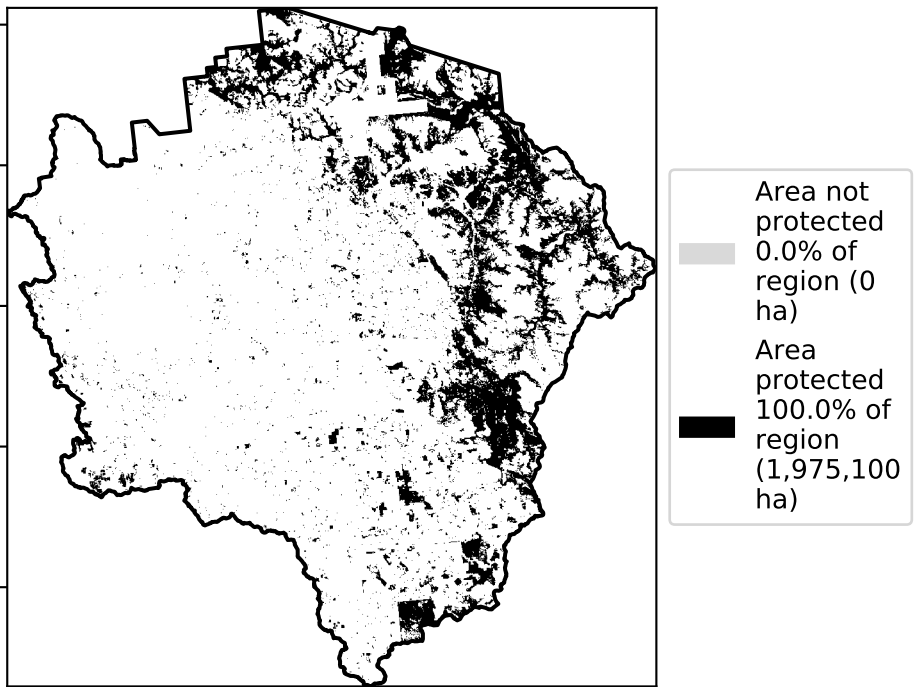 Area not
protected
0.0% of
region (0
ha)
Area
protected
100.0% of
region
(1,975,100
ha)